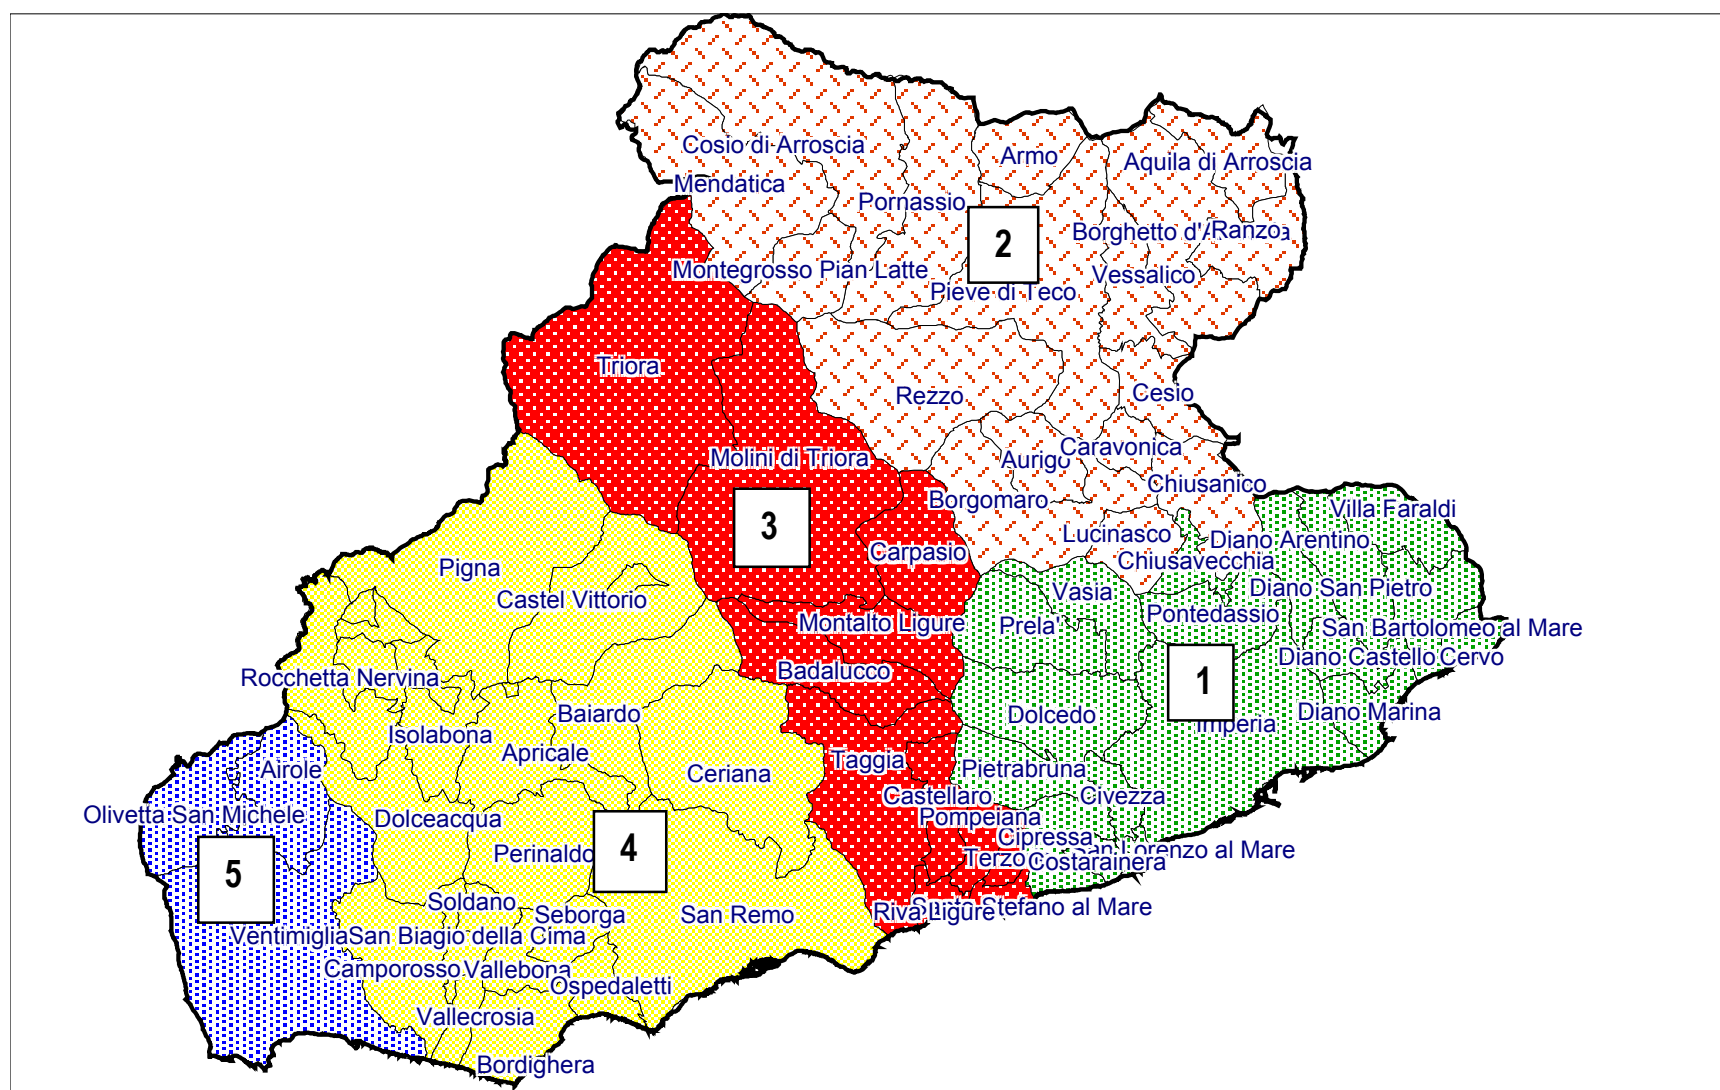 Cosio di Arroscia
Armo
Aquila di Arroscia
Mendatica
Pornassio
2
Borghetto d'A
Ranzo
Montegrosso Pian Latte
Vessalico
Pieve di Teco
Triora
Rezzo
Cesio
Caravonica
Molini di Triora
Aurigo
Chiusanico
Borgomaro
Villa Faraldi
3
Lucinasco
Diano Arentino
Carpasio
Chiusavecchia
Pigna
Vasia
Diano San Pietro
Castel Vittorio
Pontedassio
Montalto Ligure
Prela'
San Bartolomeo al Mare
Diano Castello
Cervo
Badalucco
Rocchetta Nervina
1
Baiardo
Dolcedo
Diano Marina
Imperia
Isolabona
Apricale
Taggia
Airole
Ceriana
Pietrabruna
Castellaro
Civezza
Olivetta San Michele
Dolceacqua
Pompeiana
Cipressa
4
Perinaldo
Terzo
San Lorenzo al Mare
Costarainera
5
Soldano
Seborga
San Remo
Riva Ligure
Santo Stefano al Mare
Ventimiglia
San Biagio della Cima
Camporosso
Vallebona
Ospedaletti
Vallecrosia
Bordighera